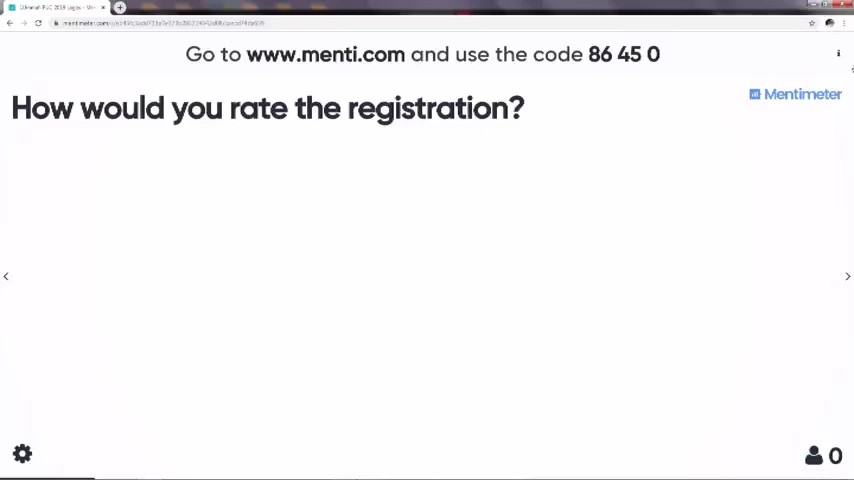 Go to www.menti.com and use the code 86 45 0
How would you rate the registration?
Mentimeter
0